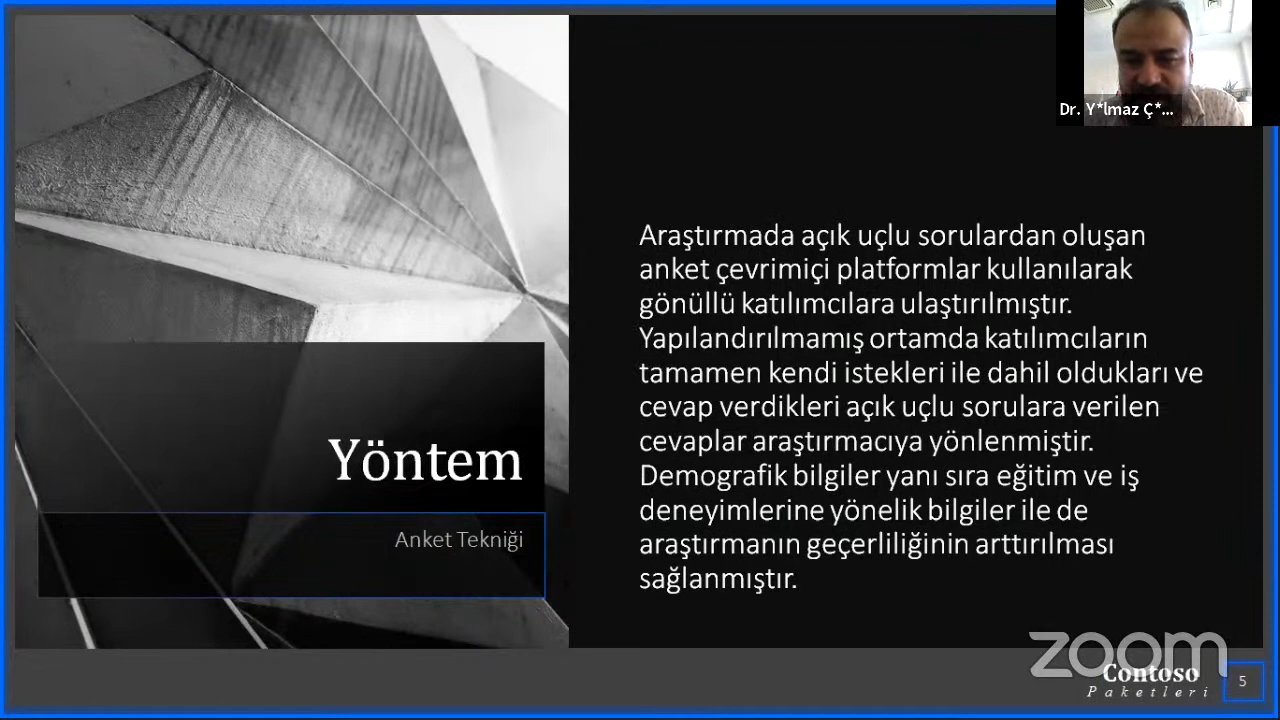 Dr. Y*lmaz Ç*...
Araştırmada açık uçlu sorulardan oluşan
anket çevrimiçi platformlar kullanılarak
gönüllü katılımcılara ulaştırılmıştır.
Yapılandırılmamış ortamda katılımcıların
tamamen kendi istekleri ile dahil oldukları ve
cevap verdikleri açık uçlu sorulara verilen
cevaplar araştırmacıya yönlenmiştir.
Demografik bilgiler yanı sıra eğitim ve iş
deneyimlerine yönelik bilgiler ile de
araştırmanın geçerliliğinin arttırılması
sağlanmıştır.
Yöntem
Anket Tekniği
zoom
Contoso
Paketleri
5